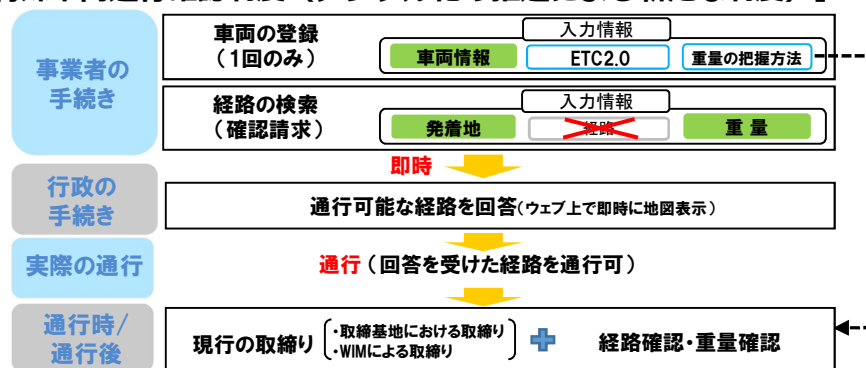 事業者の
手続き
車両の登録
(1回のみ)
入力情報
車両情報
ETC2.0
重量の把握方法
経路の検索
(確認請求)
入力情報
発着地
経路
重量
即時
行政の
手続き
通行可能な経路を回答(ウェブ上で即時に地図表示)
実際の通行
通行(回答を受けた経路を通行可)
通行時/
通行後
現行の取締り
・取締基地における取締り
・WIMによる取締り
経路確認・重量確認